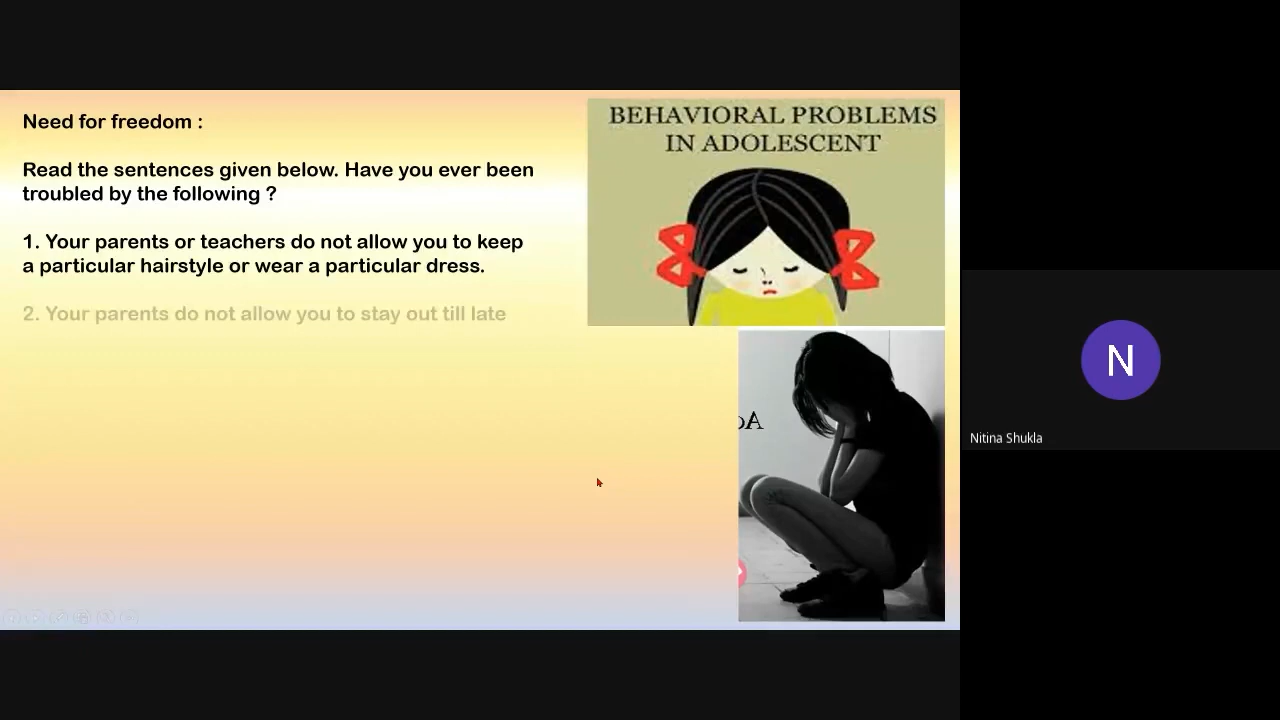 Need for freedom :
Read the sentences given below. Have you ever been
troubled by the following ?
1. Your parents or teachers do not allow you to keep
a particular hairstyle or wear a particular dress.
2. Your parents do not allow you to stay out till late
BEHAVIORAL PROBLEMS
IN ADOLESCENT
N
Nitina Shukla